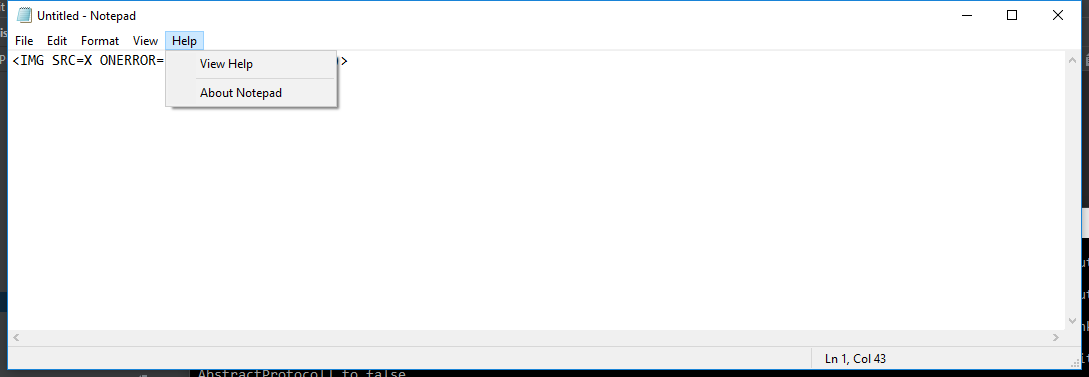 Untitled - Notepad
File Edit Format View Help
<IMG SRC=X ONERROR= )>
View Help
About Notepad
Ln 1, Col 43
AbstractProtocol] to false